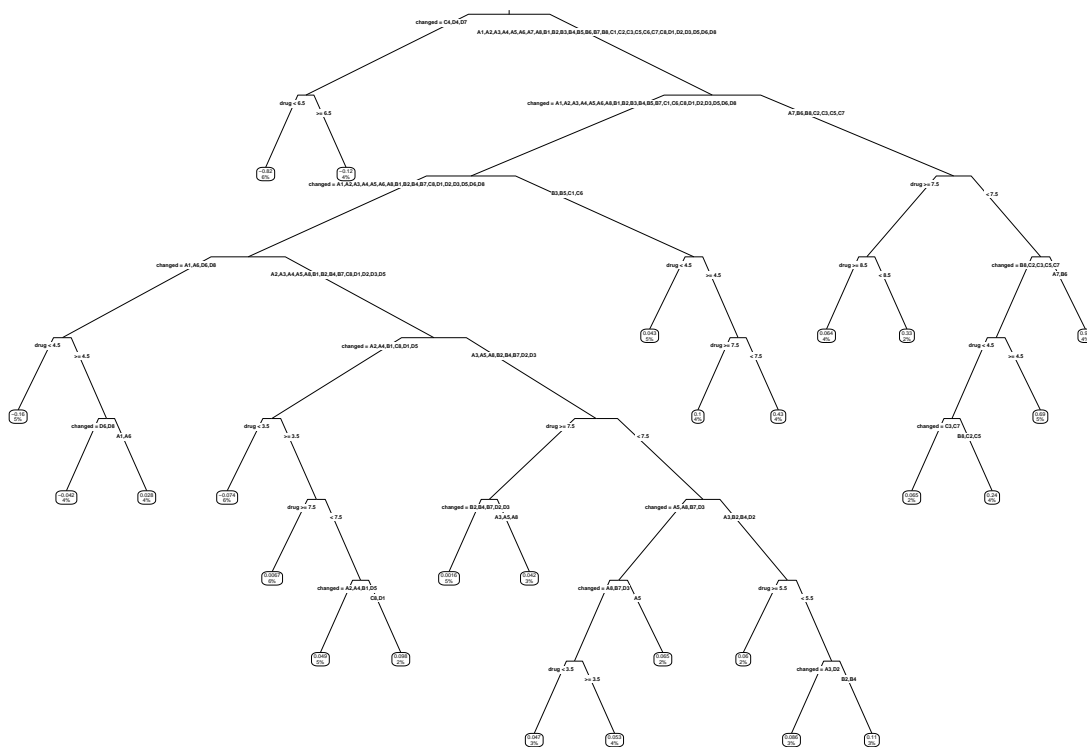 changed = C4,D4,D7
A1,A2,A3,A4,A5,A6,A7,A8,B1,B2,B3,B4,B5,B6,B7,B8,C1,C2,C3,C5,C6,C7,C8,D1,D2,D3,D5,D6,D8
drug < 6.5
>= 6.5
changed = A1,A2,A3,A4,A5,A6,A8,B1,B2,B3,B4,B5,B7,C1,C6,C8,D1,D2,D3,D5,D6,D8
A7,B6,B8,C2,C3,C5,C7
−0.82
6%
−0.12
4%
changed = A1,A2,A3,A4,A5,A6,A8,B1,B2,B4,B7,C8,D1,D2,D3,D5,D6,D8
B3,B5,C1,C6
drug >= 7.5
< 7.5
changed = A1,A6,D6,D8
A2,A3,A4,A5,A8,B1,B2,B4,B7,C8,D1,D2,D3,D5
drug < 4.5
>= 4.5
drug >= 8.5
< 8.5
changed = B8,C2,C3,C5,C7
A7,B6
drug < 4.5
>= 4.5
changed = A2,A4,B1,C8,D1,D5
A3,A5,A8,B2,B4,B7,D2,D3
0.043
5%
drug >= 7.5
< 7.5
0.064
4%
0.33
2%
drug < 4.5
>= 4.5
4%
−0.16
5%
changed = D6,D8
A1,A6
drug < 3.5
>= 3.5
drug >= 7.5
< 7.5
0.1
4%
0.43
4%
changed = C3,C7
B8,C2,C5
0.69
5%
−0.042
4%
0.028
4%
−0.074
6%
drug >= 7.5
< 7.5
changed = B2,B4,B7,D2,D3
A3,A5,A8
changed = A5,A8,B7,D3
A3,B2,B4,D2
0.065
2%
0.24
4%
0.0067
6%
changed = A2,A4,B1,D5
C8,D1
0.0016
5%
0.042
3%
changed = A8,B7,D3
A5
drug >= 5.5
< 5.5
0.049
5%
0.098
2%
drug < 3.5
>= 3.5
0.065
2%
0.06
2%
changed = A3,D2
B2,B4
0.047
3%
0.053
4%
0.086
3%
0.11
3%